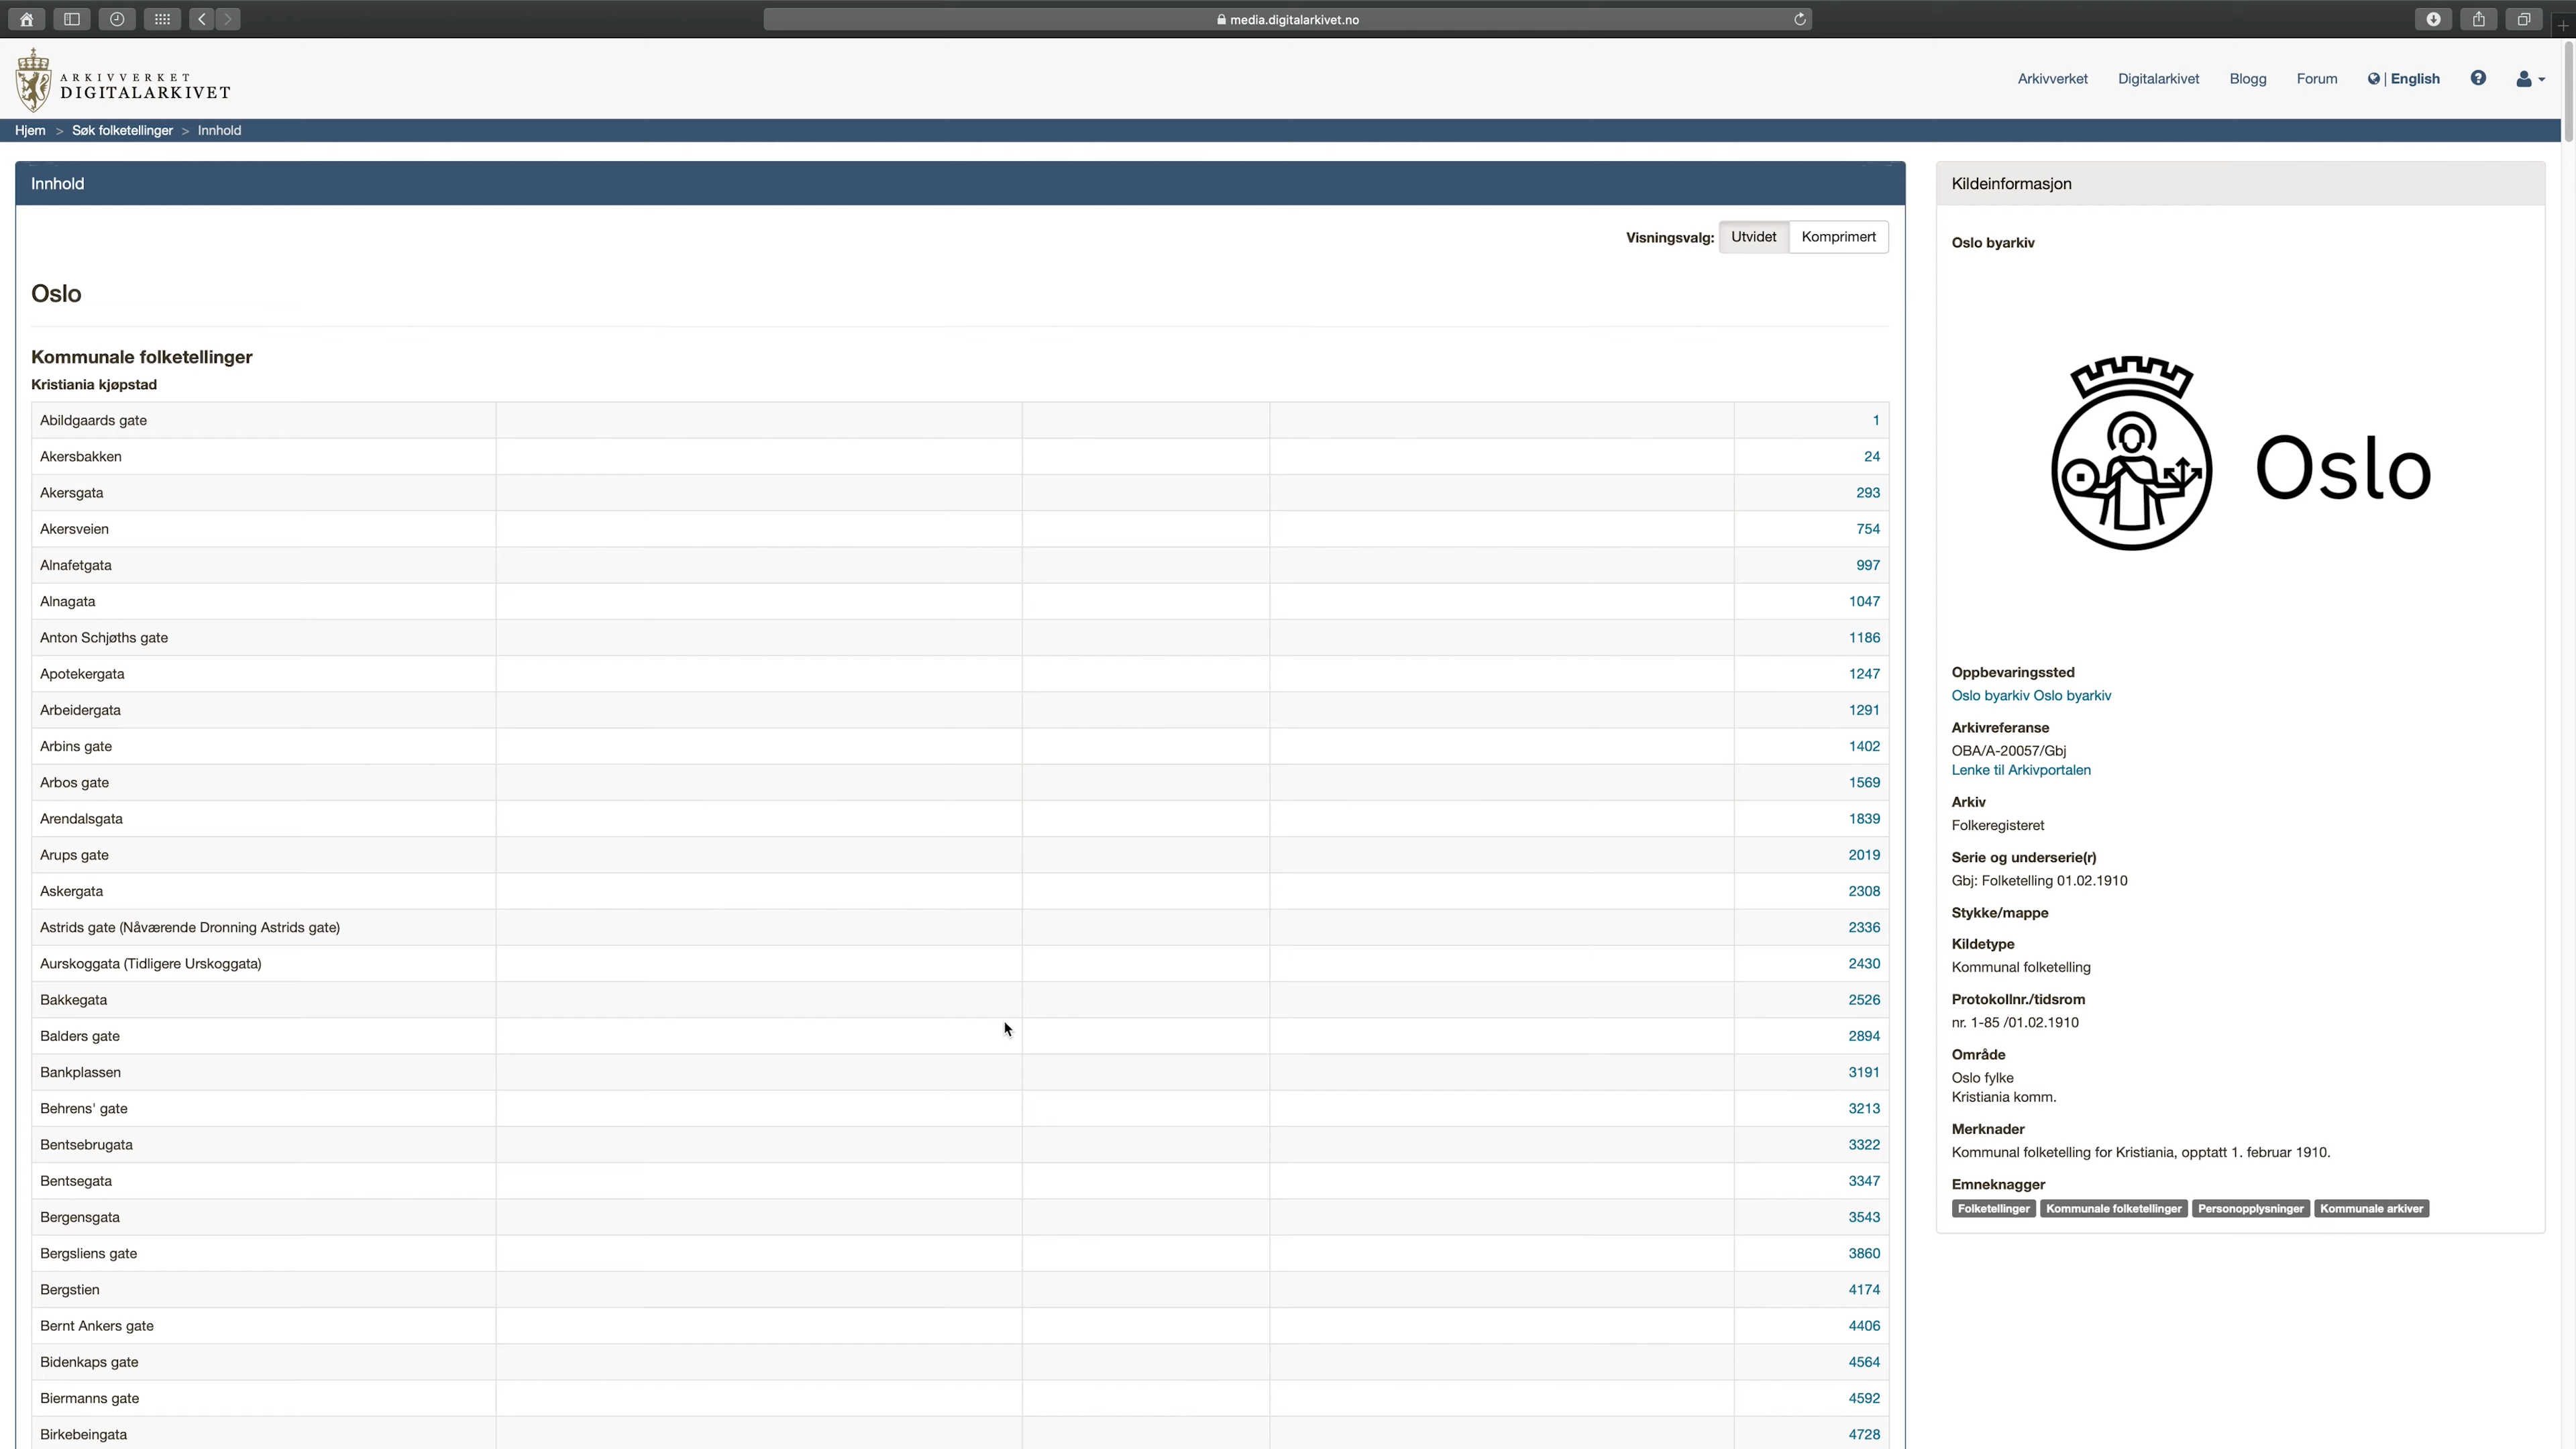 media.digitalarkivet.no
ARKIVVERKET
DIGITALARKIVET
Arkivverket Digitalarkivet Blogg Forum | English
Hjem > Søk folketellinger > Innhold
Innhold
Visningsvalg: Utvidet Komprimert
Oslo
Kommunale folketellinger
Kristiania kjøpstad
Abildgaards gate 1
Akersbakken 24
Akersgata 293
Akersveien 754
Alnafetgata 997
Alnagata 1047
Anton Schjøths gate 1186
Apotekergata 1247
Arbeidergata 1291
Arbins gate 1402
Arbos gate 1569
Arendalsgata 1839
Arups gate 2019
Askergata 2308
Astrids gate (Nåværende Dronning Astrids gate) 2336
Aurskoggata (Tidligere Urskoggata) 2430
Bakkegata 2526
Balders gate 2894
Bankplassen 3191
Behrens' gate 3213
Bentsebrugata 3322
Bentsegata 3347
Bergensgata 3543
Bergsliens gate 3860
Bergstien 4174
Bernt Ankers gate 4406
Bidenkaps gate 4564
Biermanns gate 4592
Birkebeingata 4728
Kildeinformasjon
Oslo byarkiv
Oslo
Oppbevaringssted
Oslo byarkiv Oslo byarkiv
Arkivreferanse
OBA/A-20057/Gbj
Lenke til Arkivportalen
Arkiv
Folkeregisteret
Serie og underserie(r)
Gbj: Folketelling 01.02.1910
Stykke/mappe
Kildetype
Kommunal folketelling
Protokollnr./tidsrom
nr. 1-85 /01.02.1910
Område
Oslo fylke
Kristiania komm.
Merknader
Kommunal folketelling for Kristiania, opptatt 1. februar 1910.
Emneknagger
Folketellinger Kommunale folketellinger Personopplysninger Kommunale arkiver